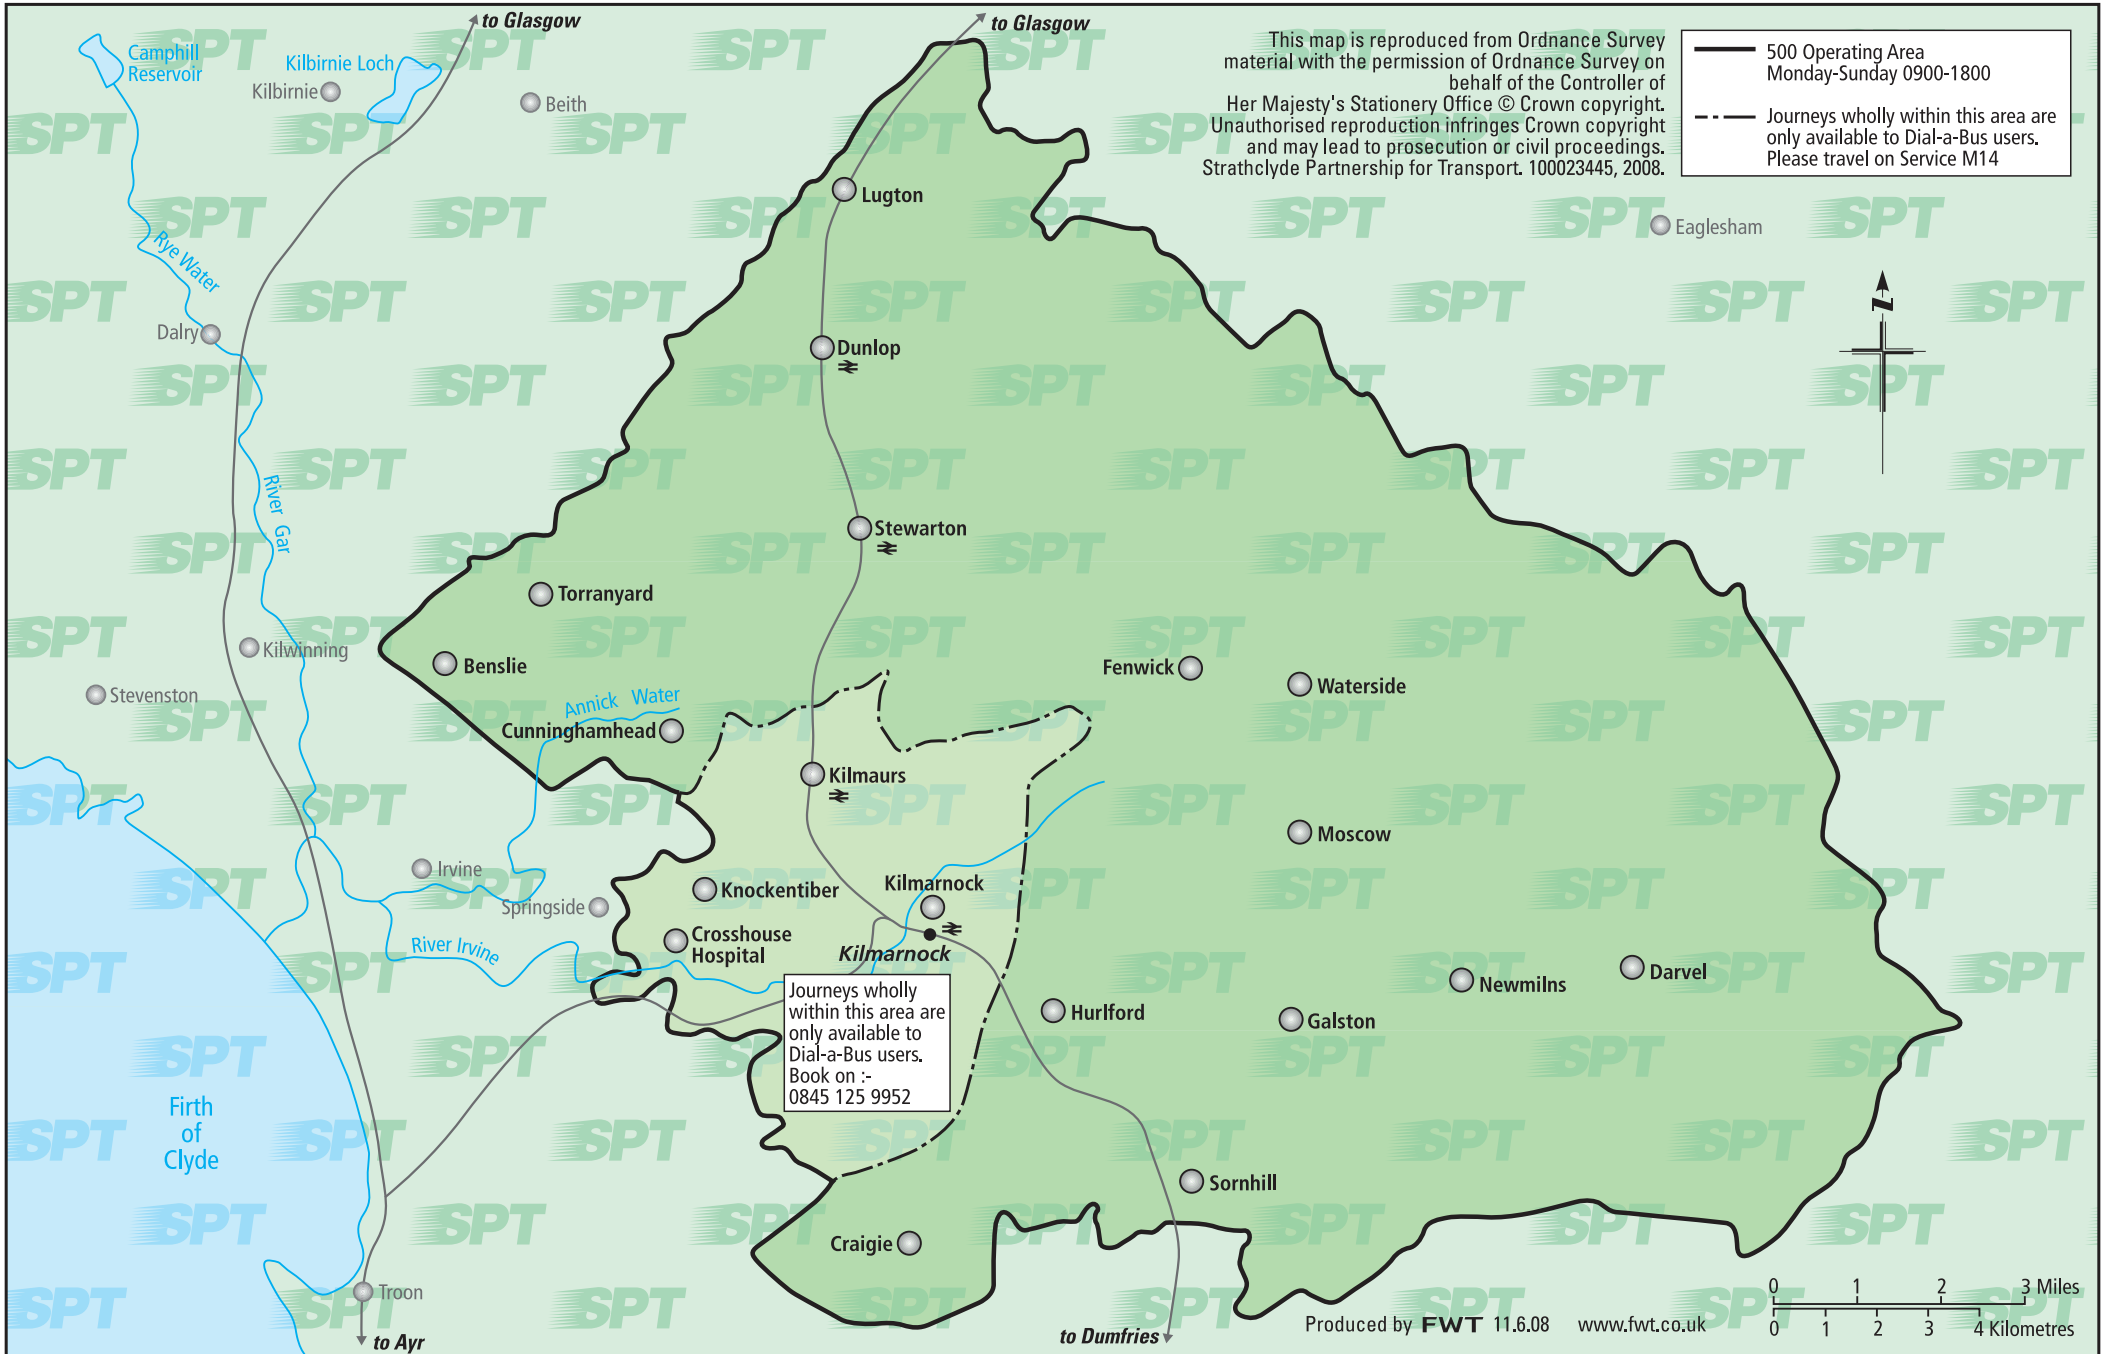 to Glasgow
to Glasgow
This map is reproduced from Ordnance Survey
material with the permission of Ordnance Survey on
behalf of the Controller of
Her Majesty's Stationery Office © Crown copyright.
Unauthorised reproduction infringes Crown copyright
and may lead to prosecution or civil proceedings.
Strathclyde Partnership for Transport. 100023445, 2008.
500 Operating Area
Monday-Sunday 0900-1800
Journeys wholly within this area are
only available to Dial-a-Bus users.
Please travel on Service M14
Camphill
Reservoir
Kilbirnie Loch
Kilbirnie
Beith
Lugton
Eaglesham
Rye Water
N
Dalry
Dunlop
River Gar
Stewarton
Torranyard
Kilwinning
Benslie
Fenwick
Waterside
Stevenston
Annick Water
Cunninghamhead
Kilmaurs
Moscow
Irvine
Knockentiber
Kilmarnock
Springside
Crosshouse
Hospital
Kilmarnock
River Irvine
Newmilns
Darvel
Journeys wholly
within this area are
only available to
Dial-a-Bus users.
Book on :-
0845 125 9952
Hurlford
Galston
Firth
of
Clyde
Sornhill
Craigie
Troon
to Ayr
to Dumfries
Produced by FWT 11.6.08 www.fwt.co.uk
0 1 2 3 Miles
0 1 2 3 4 Kilometres
SPT